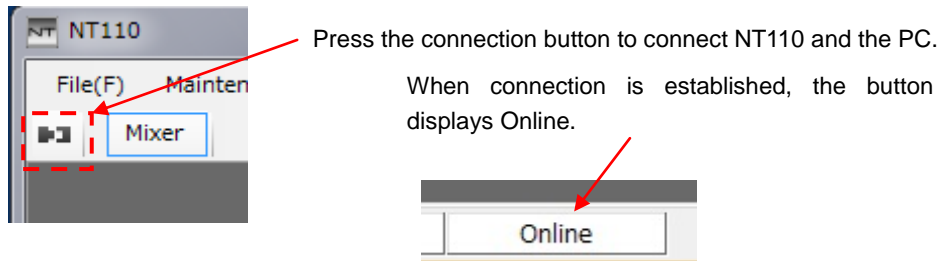 NT NT110
Press the connection button to connect NT110 and the PC.
File(F) Mainten
When connection is established, the button
displays Online.
Mixer
Online